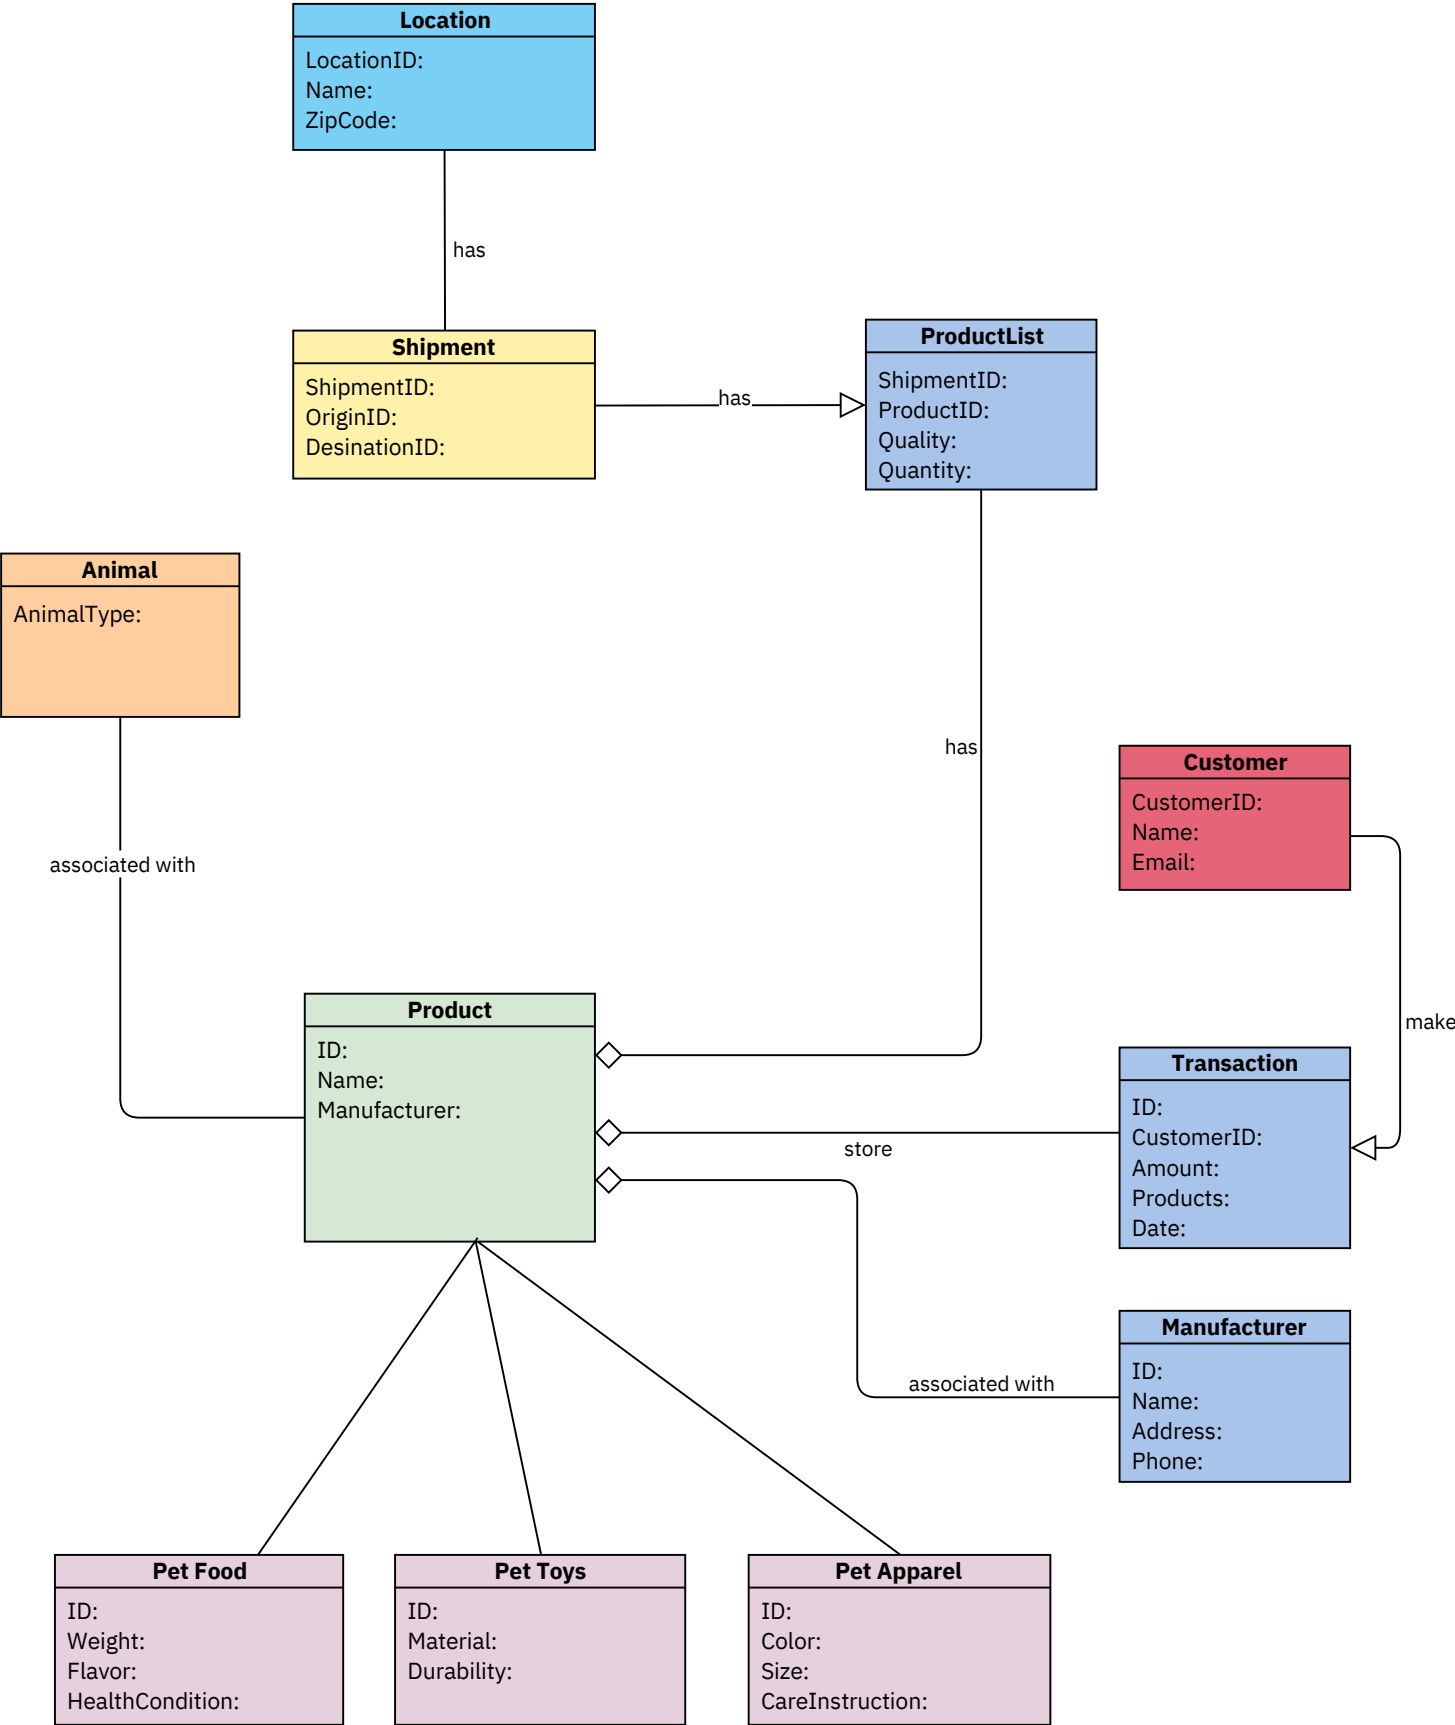 Location
LocationID:
Name:
ZipCode:
has
Shipment
ShipmentID:
OriginID:
DesinationID:
has
ProductList
ShipmentID:
ProductID:
Quality:
Quantity:
Animal
AnimalType:
has
Customer
CustomerID:
Name:
Email:
associated with
Product
ID:
Name:
Manufacturer:
make
Transaction
ID:
CustomerID:
Amount:
Products:
Date:
store
Manufacturer
ID:
Name:
Address:
Phone:
associated with
Pet Food
ID:
Weight:
Flavor:
HealthCondition:
Pet Toys
ID:
Material:
Durability:
Pet Apparel
ID:
Color:
Size:
CareInstruction: